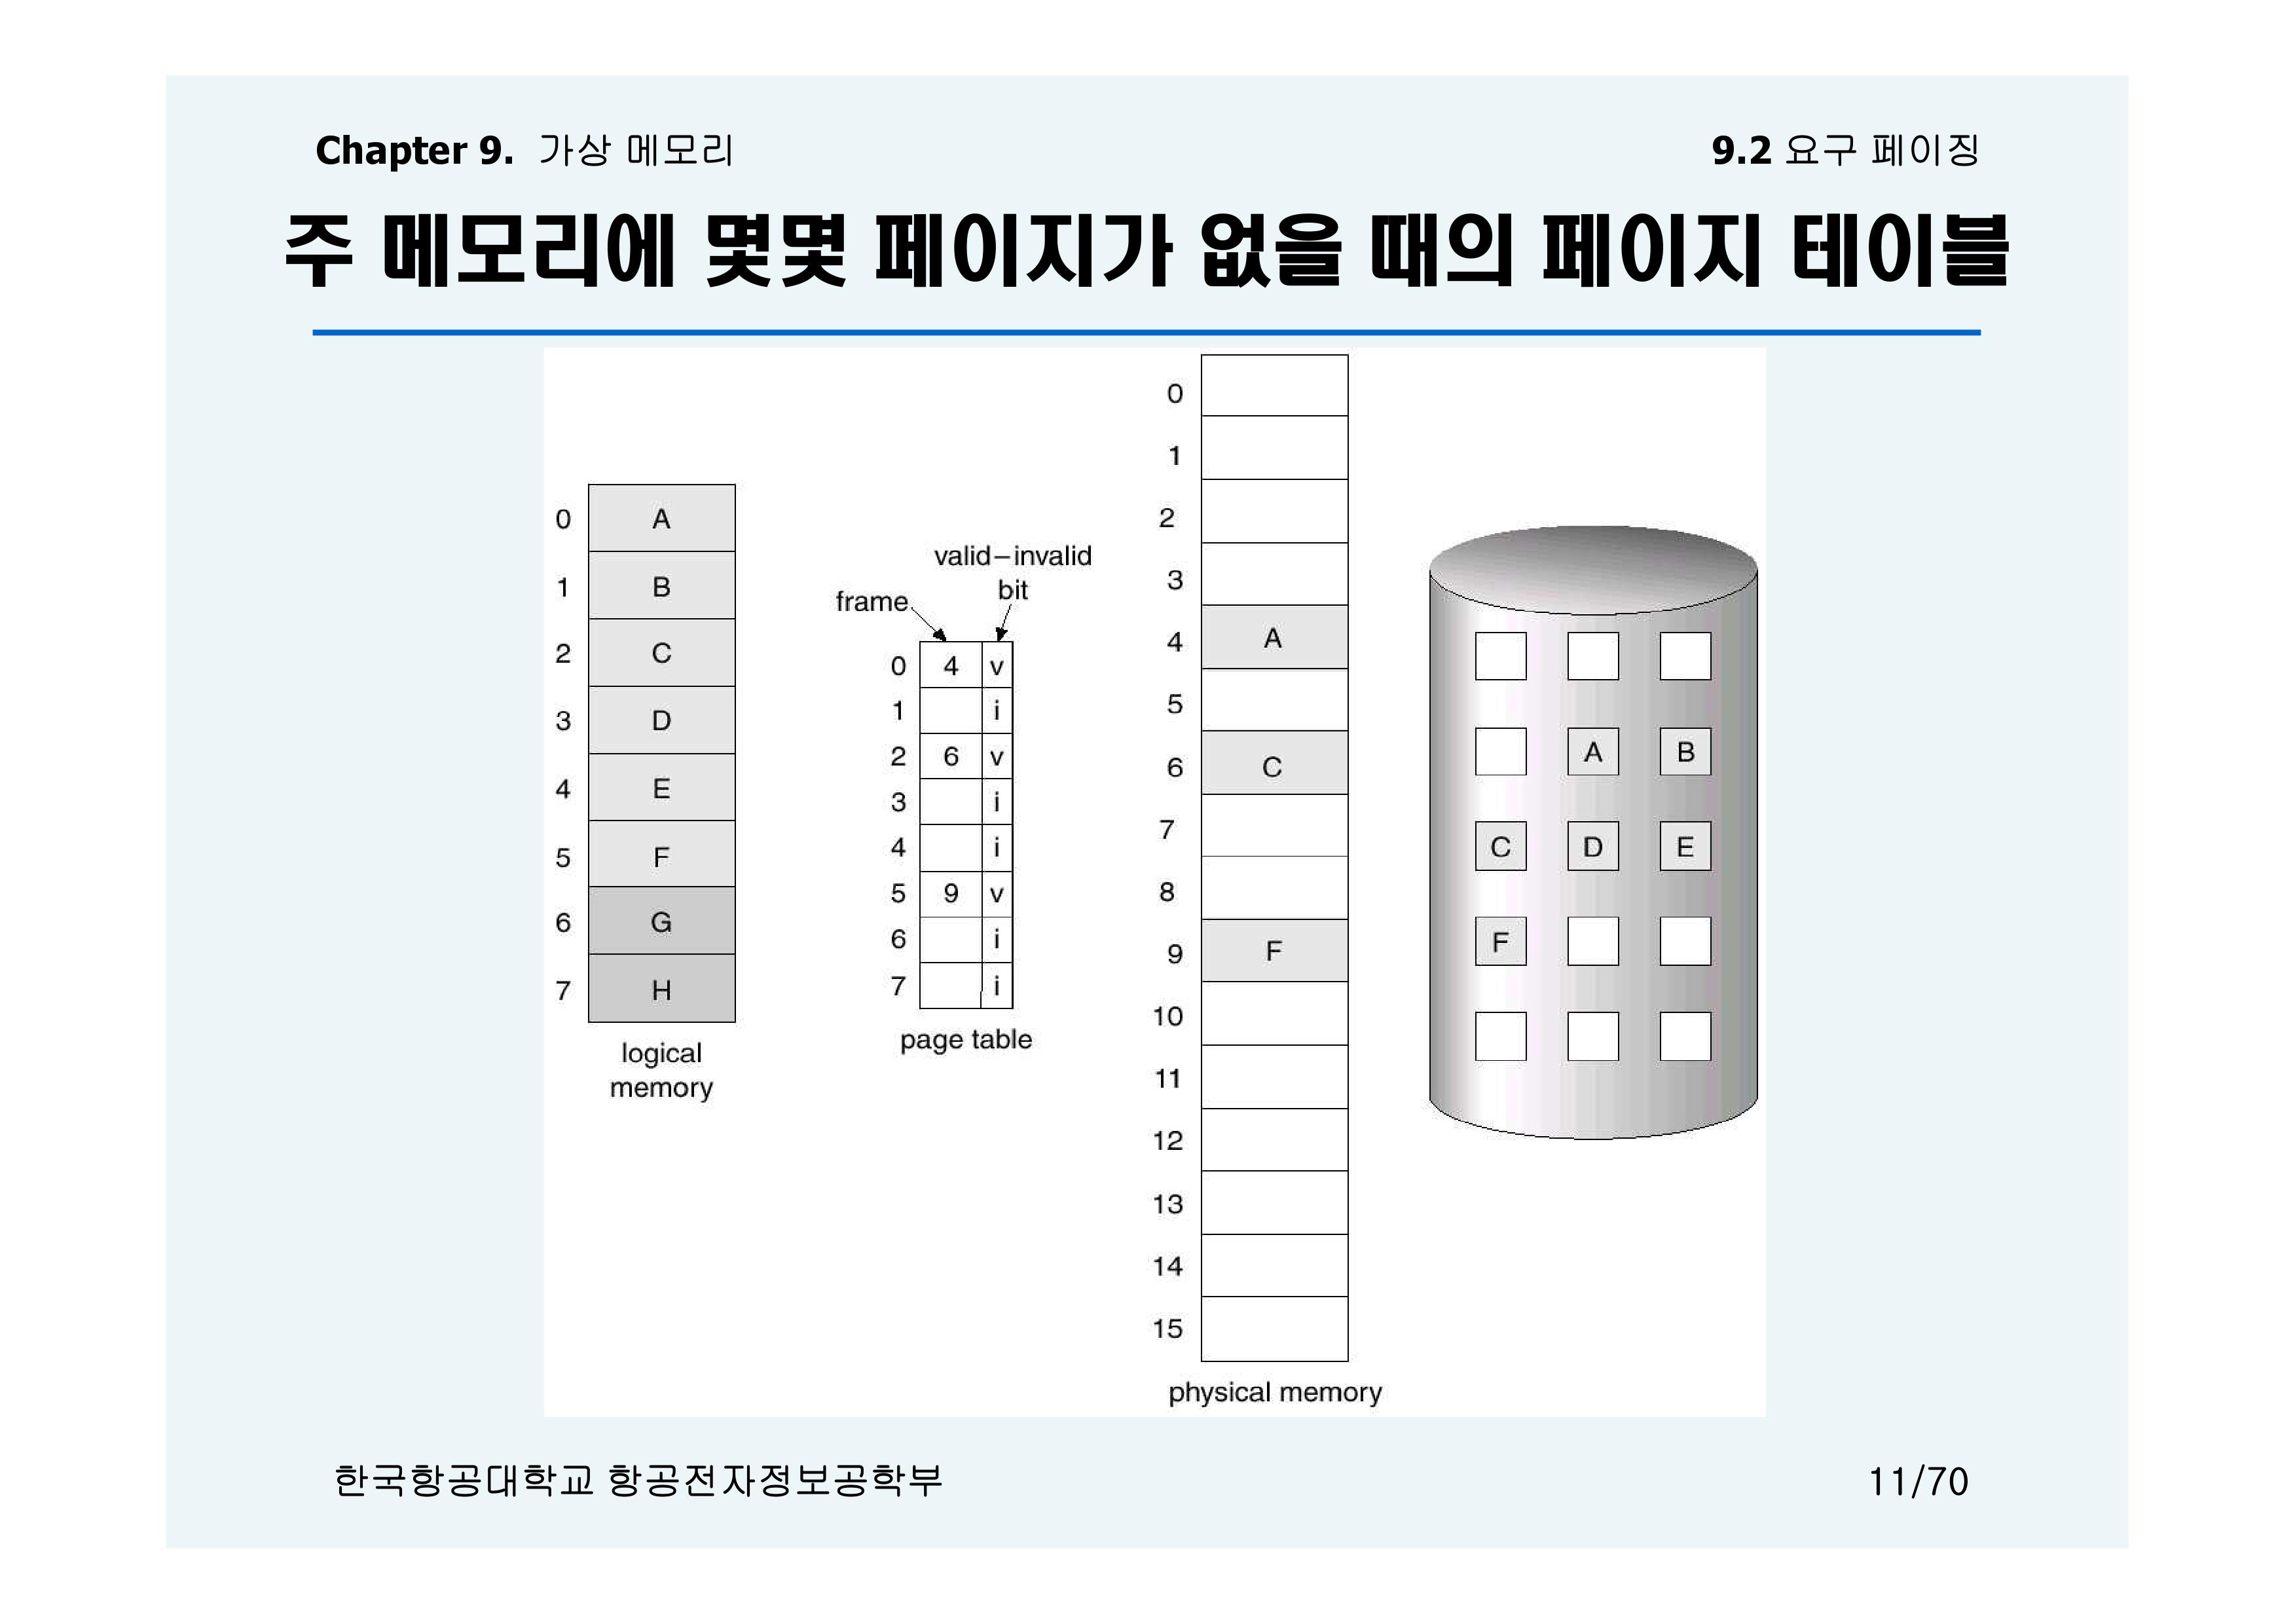 Chapter 9. 가상 메모리
9.2 요구 페이징
주 메모리에 몇몇 페이지가 없을 때의 페이지 테이블
0 A
1 B
2 C
3 D
4 E
5 F
6 G
7 H
logical
memory
valid–invalid
bit
frame
0 4 v
1 i
2 6 v
3 i
4 i
5 9 v
6 i
7 i
page table
0
1
2
3
4 A
5
6 C
7
8
9 F
10
11
12
13
14
15
physical memory
A B
C D E
F
한국항공대학교 항공전자정보공학부
11/70